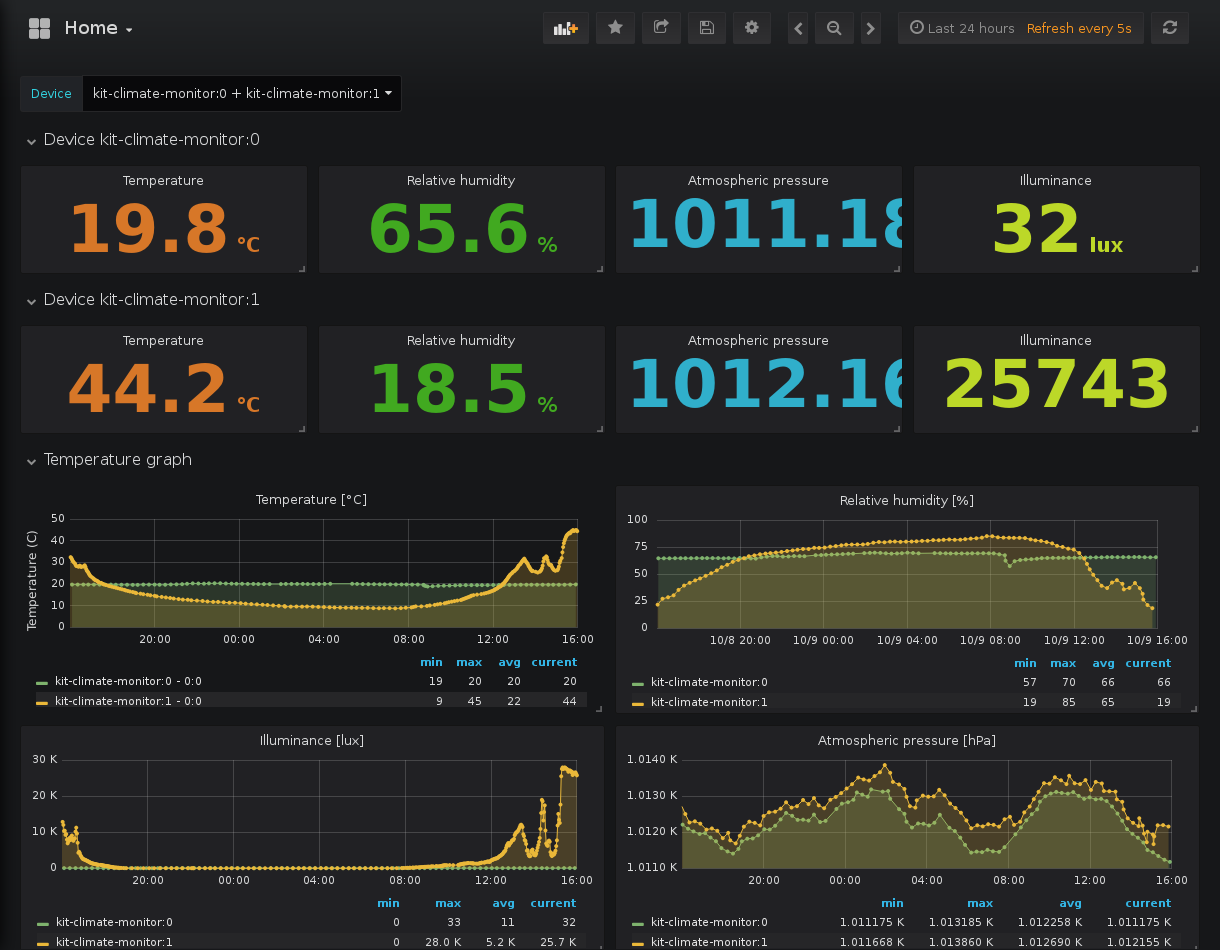 Home
Last 24 hours Refresh every 5s
Device kit-climate-monitor:0 + kit-climate-monitor:1
Device kit-climate-monitor:0
Temperature Relative humidity Atmospheric pressure Illuminance
19.8 °C 65.6 % 1011.18 32 lux
Device kit-climate-monitor:1
Temperature Relative humidity Atmospheric pressure Illuminance
44.2 °C 18.5 % 1012.16 25743
Temperature graph
Temperature [°C]
Temperature (C)
50
40
30
20
10
0
20:00 00:00 04:00 08:00 12:00 16:00
min max avg current
kit-climate-monitor:0 - 0:0 19 20 20 20
kit-climate-monitor:1 - 0:0 9 45 22 44
Relative humidity [%]
100
75
50
25
0
10/8 20:00 10/9 00:00 10/9 04:00 10/9 08:00 10/9 12:00 10/9 16:00
min max avg current
kit-climate-monitor:0 57 70 66 66
kit-climate-monitor:1 19 85 65 19
Illuminance [lux]
30 K
20 K
10 K
0
20:00 00:00 04:00 08:00 12:00 16:00
min max avg current
kit-climate-monitor:0 0 33 11 32
kit-climate-monitor:1 0 28.0 K 5.2 K 25.7 K
Atmospheric pressure [hPa]
1.0140 K
1.0130 K
1.0120 K
1.0110 K
20:00 00:00 04:00 08:00 12:00 16:00
min max avg current
kit-climate-monitor:0 1.011175 K 1.013185 K 1.012258 K 1.011175 K
kit-climate-monitor:1 1.011668 K 1.013860 K 1.012690 K 1.012155 K